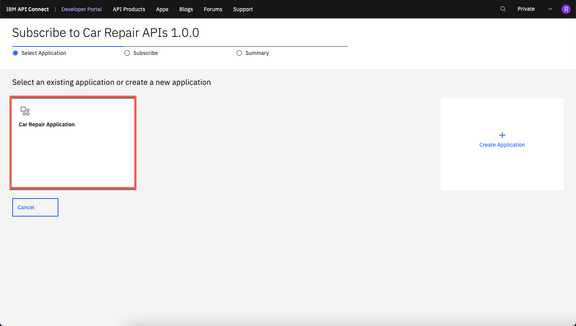 IBM API Connect | Developer Portal API Products Apps Blogs Forums Support Private R
Subscribe to Car Repair APIs 1.0.0
Select Application Subscribe Summary
Select an existing application or create a new application
Car Repair Application
Create Application
Cancel